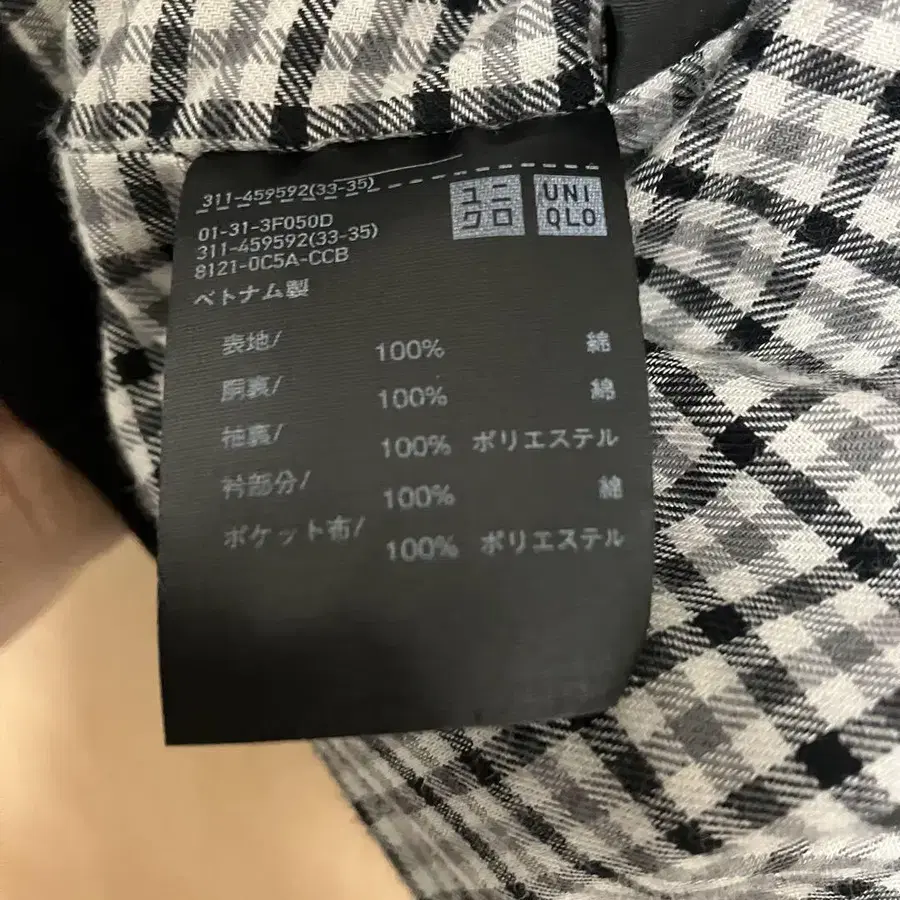 311-459592(33-35)
ユニ
クロ
UNI
QLO
01-31-3F050D
311-459592(33-35)
8121-0C5A-CCB
ベトナム製
表地/ 100% 綿
胴裏/ 100% 綿
袖裏/ 100% ポリエステル
衿部分/ 100% 綿
ポケット布/ 100% ポリエステル